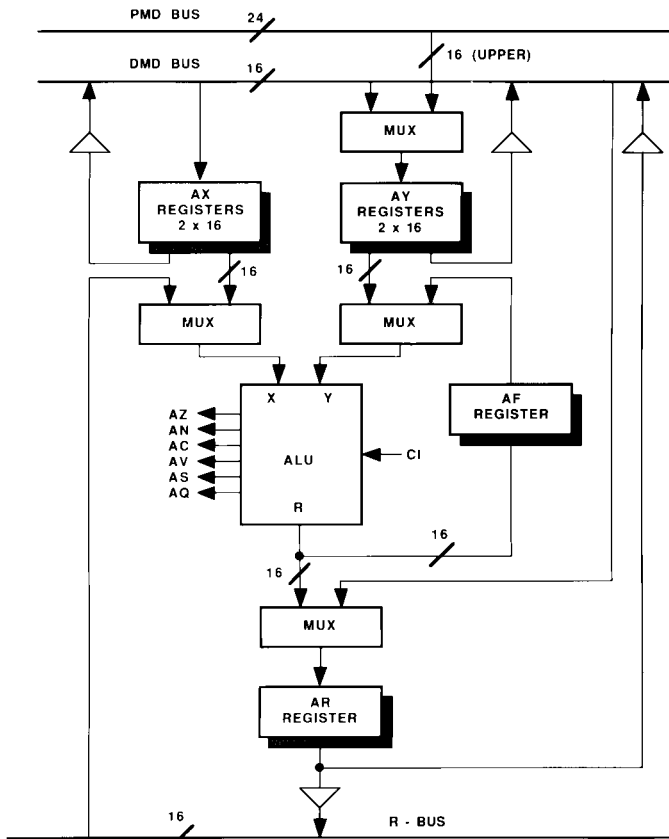 PMD BUS
24
16 (UPPER)
DMD BUS
16
MUX
AX
REGISTERS
2 x 16
AY
REGISTERS
2 x 16
16
16
MUX
MUX
X
Y
AZ
AN
AC
AV
AS
AQ
ALU
CI
R
AF
REGISTER
16
16
MUX
AR
REGISTER
16
R - BUS